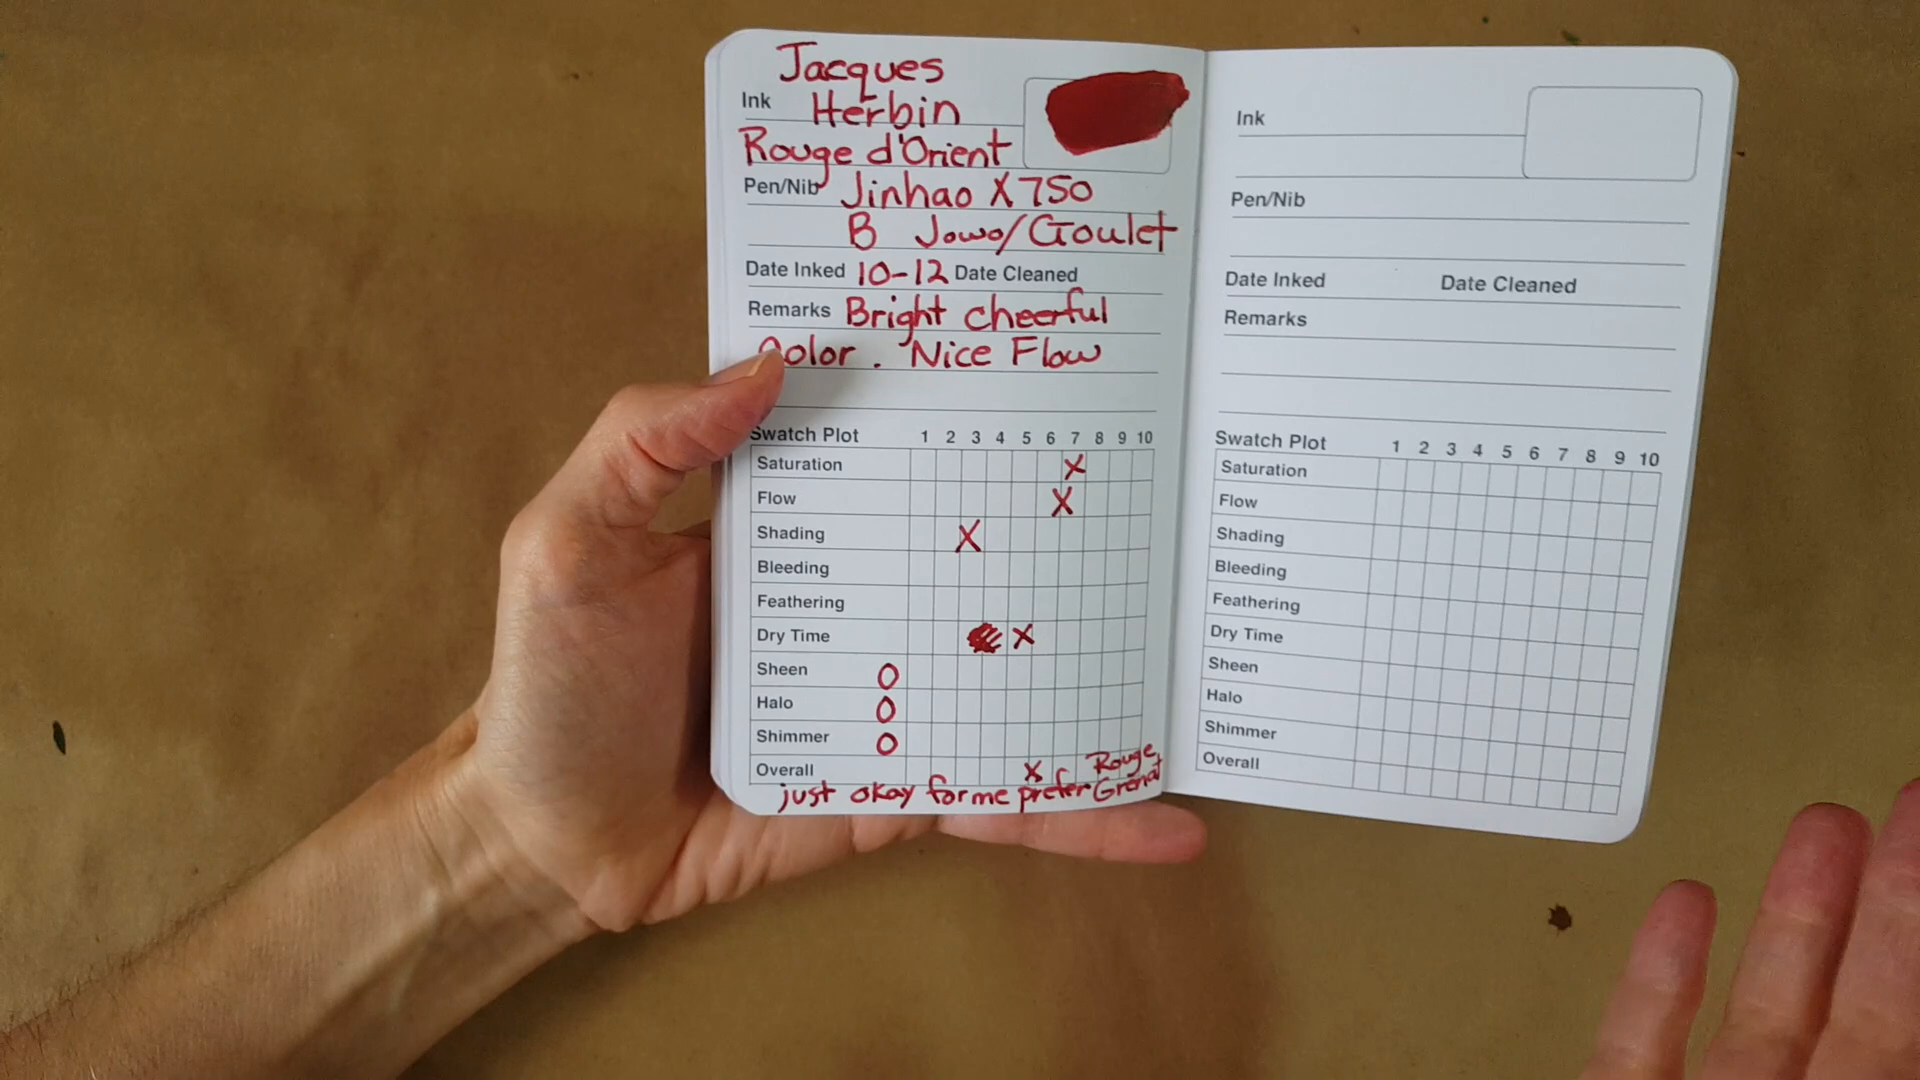 Jacques
Ink Herbin
Rouge d'Orient
Pen/Nib Jinhao X750
B Jowo/Goulet
Date Inked 10-12 Date Cleaned
Remarks Bright cheerful
Color. Nice Flow
Swatch Plot 1 2 3 4 5 6 7 8 9 10
Saturation X
Flow X
Shading X
Bleeding
Feathering
Dry Time X
Sheen 0
Halo 0
Shimmer 0
Overall X
just okay for me prefer Rouge Grenat
Ink
Pen/Nib
Date Inked Date Cleaned
Remarks
Swatch Plot 1 2 3 4 5 6 7 8 9 10
Saturation
Flow
Shading
Bleeding
Feathering
Dry Time
Sheen
Halo
Shimmer
Overall